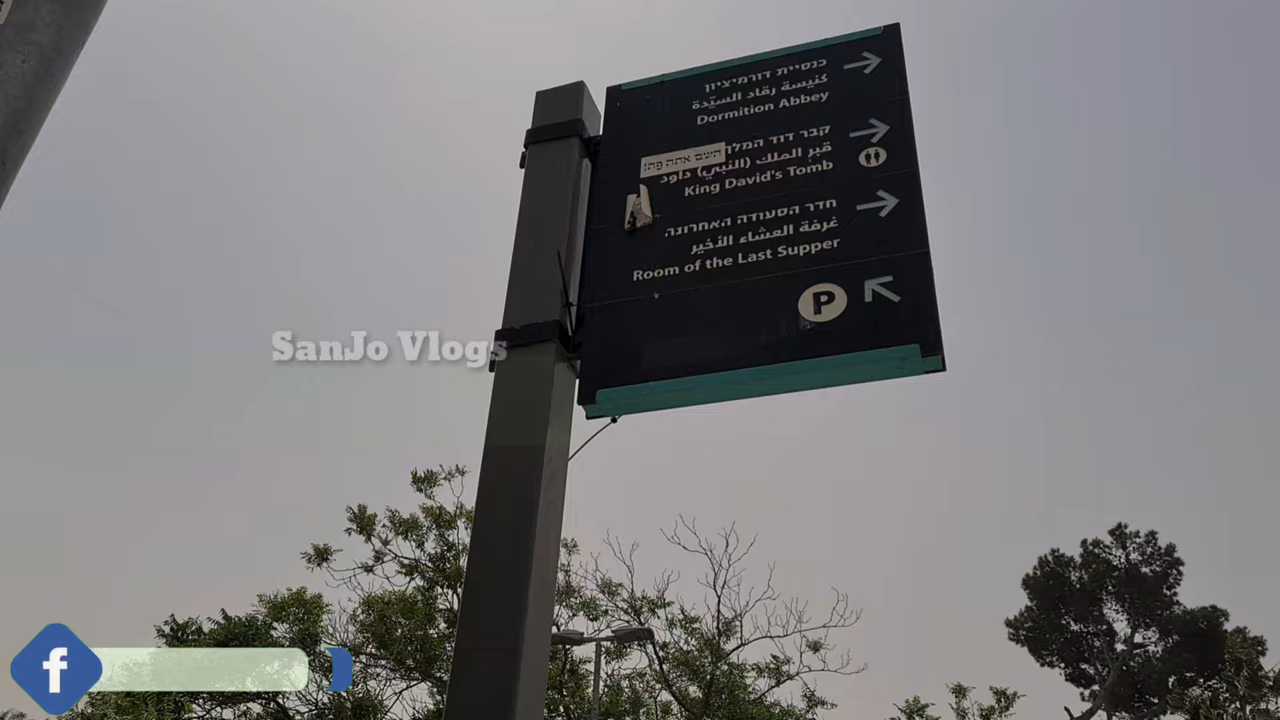 כנסיית דורמיציון
كنيسة رقاد السيّدة
Dormition Abbey
קבר דוד המלך
השם אתה פה!
قبر الملك (النبي) داود
King David's Tomb
חדר הסעודה האחרונה
غرفة العشاء الأخير
Room of the Last Supper
P
SanJo Vlogs
f